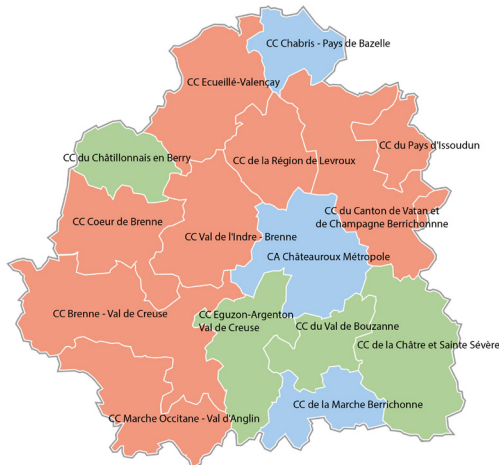 CC Chabris - Pays de Bazelle
CC Ecueillé-Valençay
CC du Pays d'Issoudun
CC du Châtillonnais en Berry
CC de la Région de Levroux
CC du Canton de Vatan et
de Champagne Berrichonnne
CC Coeur de Brenne
CC Val de l'Indre - Brenne
CA Châteauroux Métropole
CC Brenne - Val de Creuse
CC Eguzon-Argenton
Val de Creuse
CC du Val de Bouzanne
CC de la Châtre et Sainte Sévère
CC de la Marche Berrichonne
CC Marche Occitane - Val d'Anglin